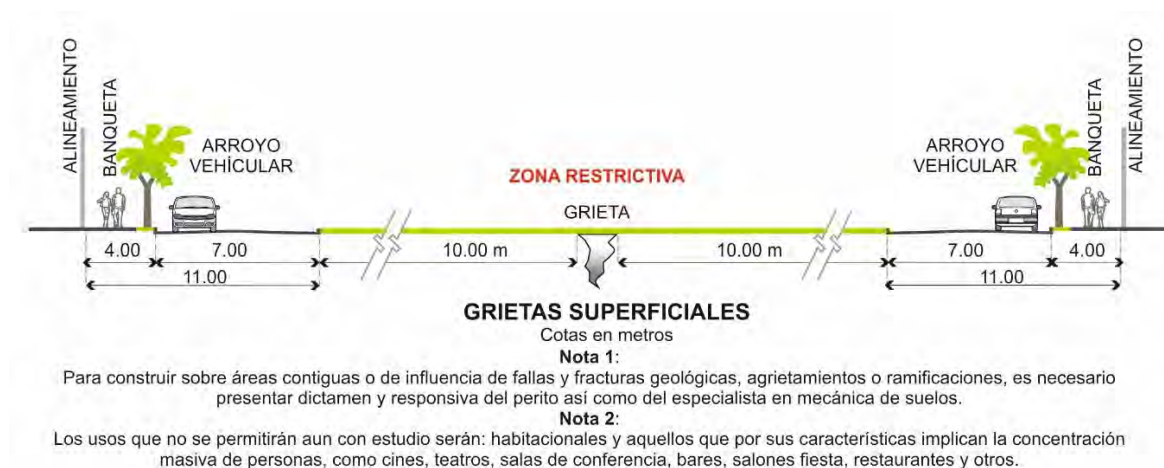 ALINEAMIENTO
BANQUETA
ARROYO
VEHÍCULAR
ZONA RESTRICTIVA
GRIETA
ARROYO
VEHÍCULAR
BANQUETA
ALINEAMIENTO
4.00 7.00 10.00 m 10.00 m 7.00 4.00
11.00 11.00
GRIETAS SUPERFICIALES
Cotas en metros
Nota 1:
Para construir sobre áreas contiguas o de influencia de fallas y fracturas geológicas, agrietamientos o ramificaciones, es necesario
presentar dictamen y responsiva del perito así como del especialista en mecánica de suelos.
Nota 2:
Los usos que no se permitirán aun con estudio serán: habitacionales y aquellos que por sus características implican la concentración
masiva de personas, como cines, teatros, salas de conferencia, bares, salones fiesta, restaurantes y otros.